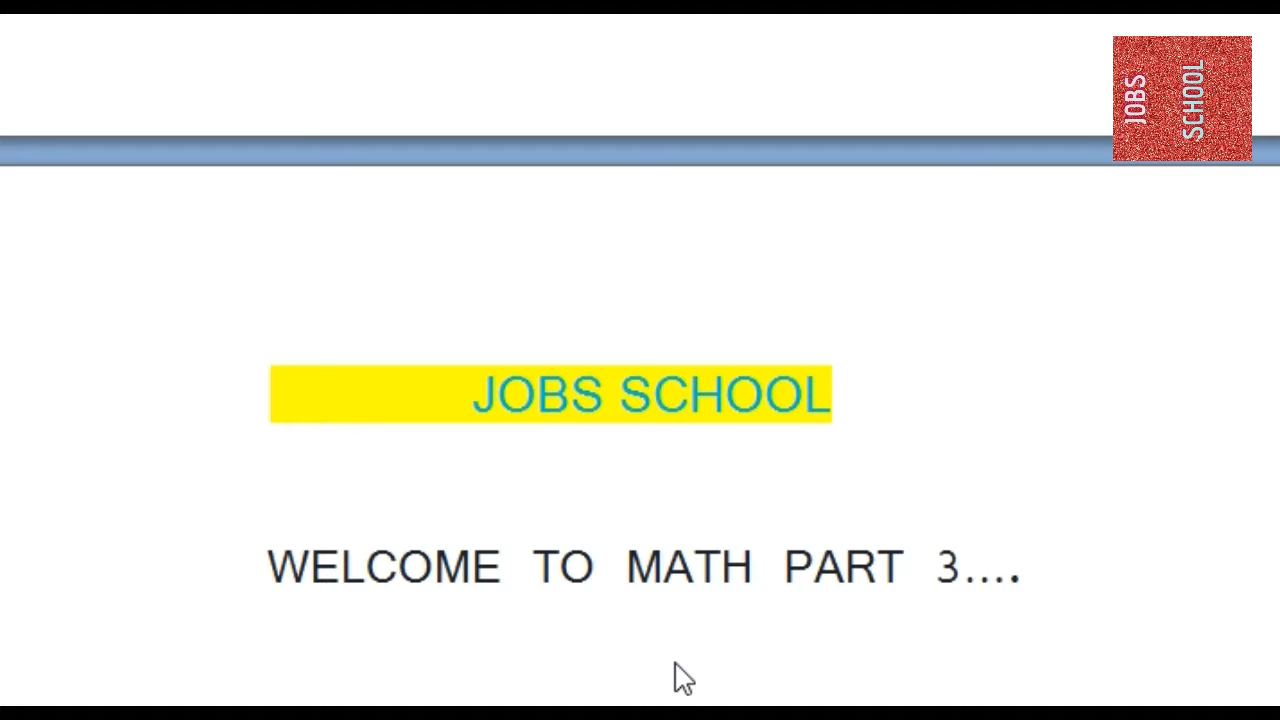 JOBS
SCHOOL
JOBS SCHOOL
WELCOME TO MATH PART 3....